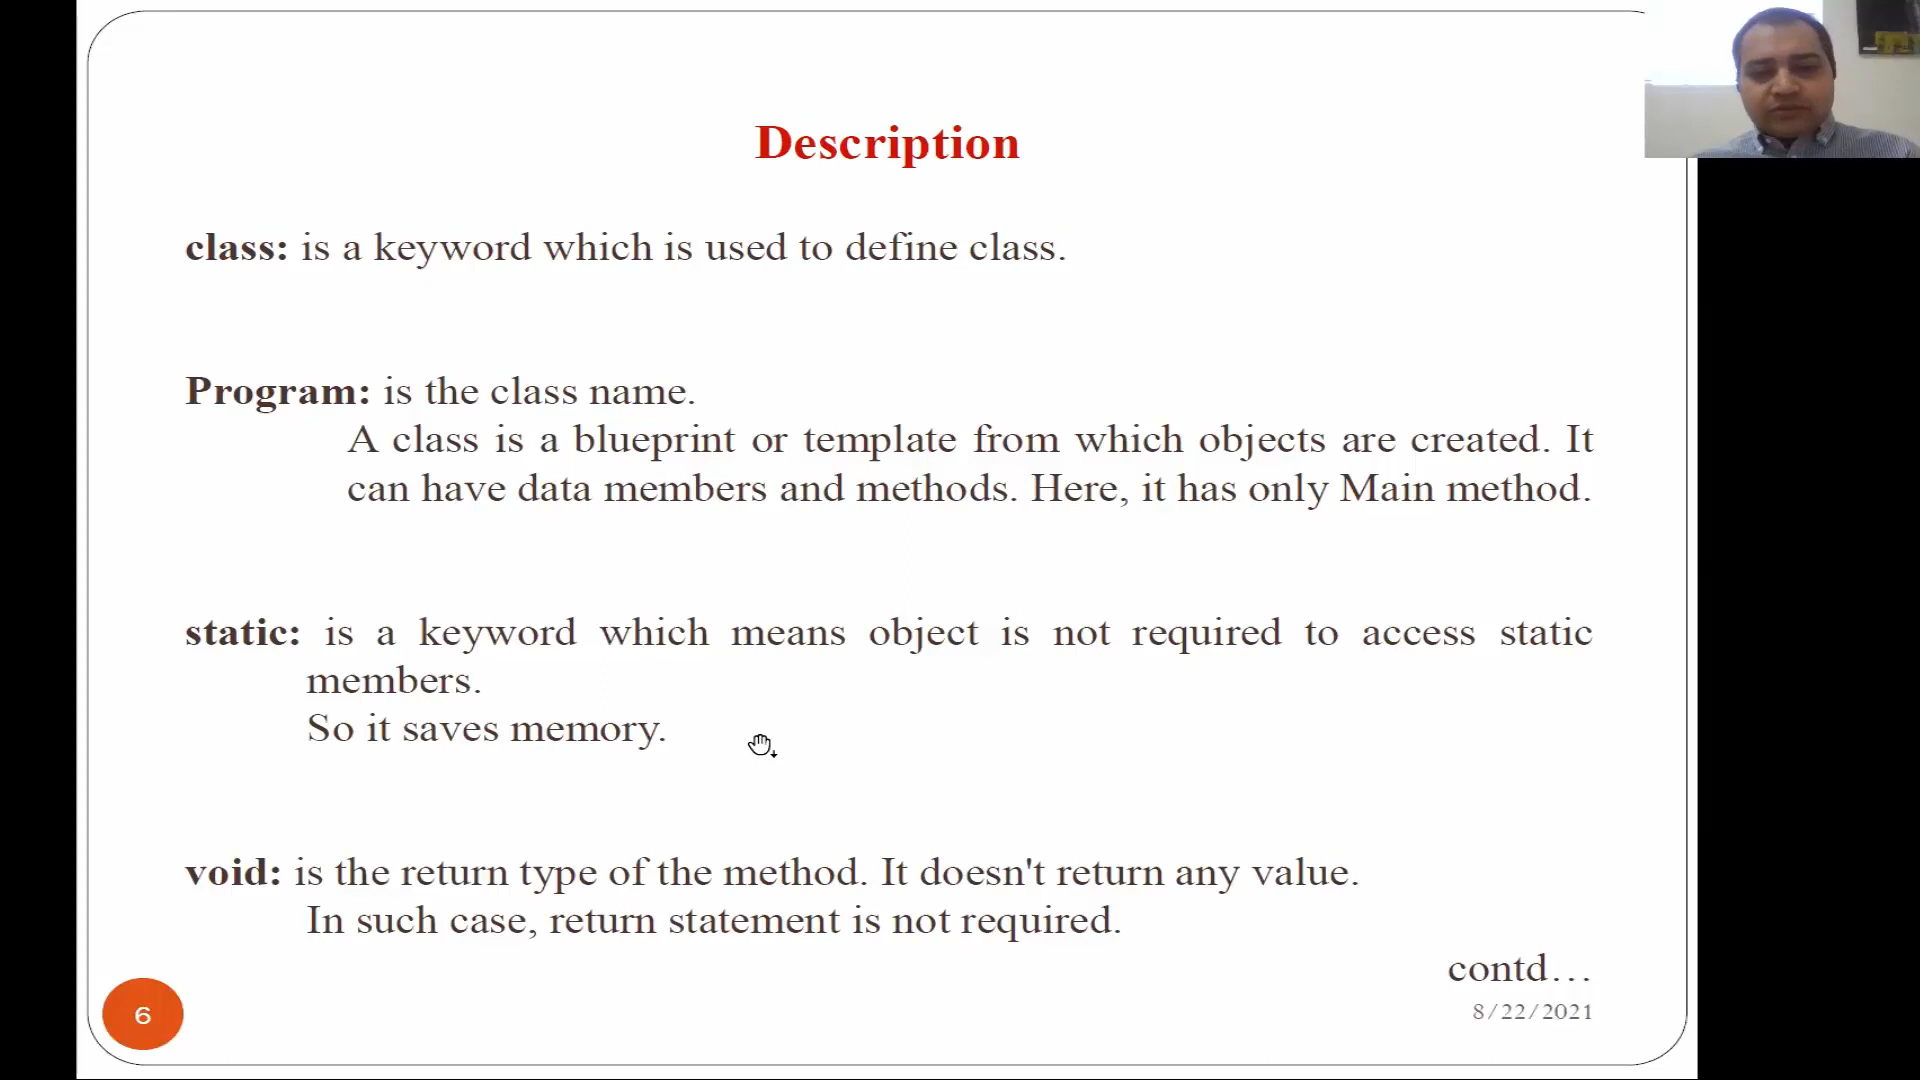 Description
class: is a keyword which is used to define class.
Program: is the class name.
A class is a blueprint or template from which objects are created. It
can have data members and methods. Here, it has only Main method.
static: is a keyword which means object is not required to access static
members.
So it saves memory.
void: is the return type of the method. It doesn't return any value.
In such case, return statement is not required.
contd…
6
8/22/2021